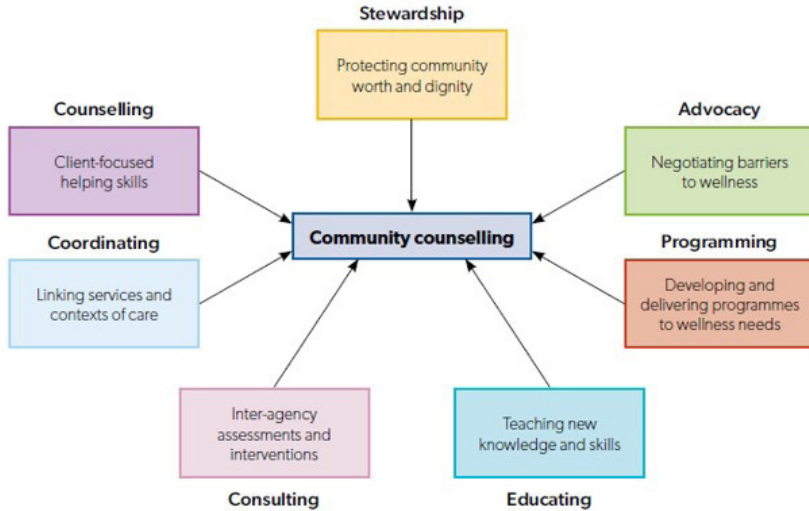 Stewardship
Protecting community
worth and dignity
Counselling
Client-focused
helping skills
Advocacy
Negotiating barriers
to wellness
Community counselling
Coordinating
Linking services and
contexts of care
Programming
Developing and
delivering programmes
to wellness needs
Inter-agency
assessments and
interventions
Consulting
Teaching new
knowledge and skills
Educating